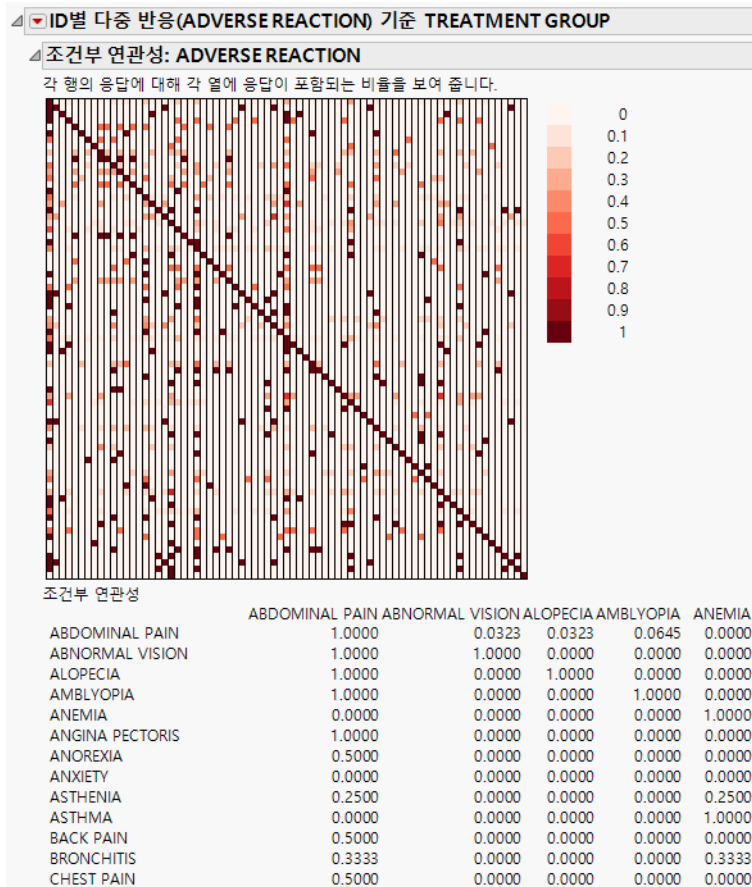 ID별 다중 반응(ADVERSE REACTION) 기준 TREATMENT GROUP
조건부 연관성: ADVERSE REACTION
각 행의 응답에 대해 각 열에 응답이 포함되는 비율을 보여 줍니다.
0
0.1
0.2
0.3
0.4
0.5
0.6
0.7
0.8
0.9
1
조건부 연관성
ABDOMINAL PAIN ABNORMAL VISION ALOPECIA AMBLYOPIA ANEMIA
ABDOMINAL PAIN 1.0000 0.0323 0.0323 0.0645 0.0000
ABNORMAL VISION 1.0000 1.0000 0.0000 0.0000 0.0000
ALOPECIA 1.0000 0.0000 1.0000 0.0000 0.0000
AMBLYOPIA 1.0000 0.0000 0.0000 1.0000 0.0000
ANEMIA 0.0000 0.0000 0.0000 0.0000 1.0000
ANGINA PECTORIS 1.0000 0.0000 0.0000 0.0000 0.0000
ANOREXIA 0.5000 0.0000 0.0000 0.0000 0.0000
ANXIETY 0.0000 0.0000 0.0000 0.0000 0.0000
ASTHENIA 0.2500 0.0000 0.0000 0.0000 0.2500
ASTHMA 0.0000 0.0000 0.0000 0.0000 1.0000
BACK PAIN 0.5000 0.0000 0.0000 0.0000 0.0000
BRONCHITIS 0.3333 0.0000 0.0000 0.0000 0.3333
CHEST PAIN 0.5000 0.0000 0.0000 0.0000 0.0000